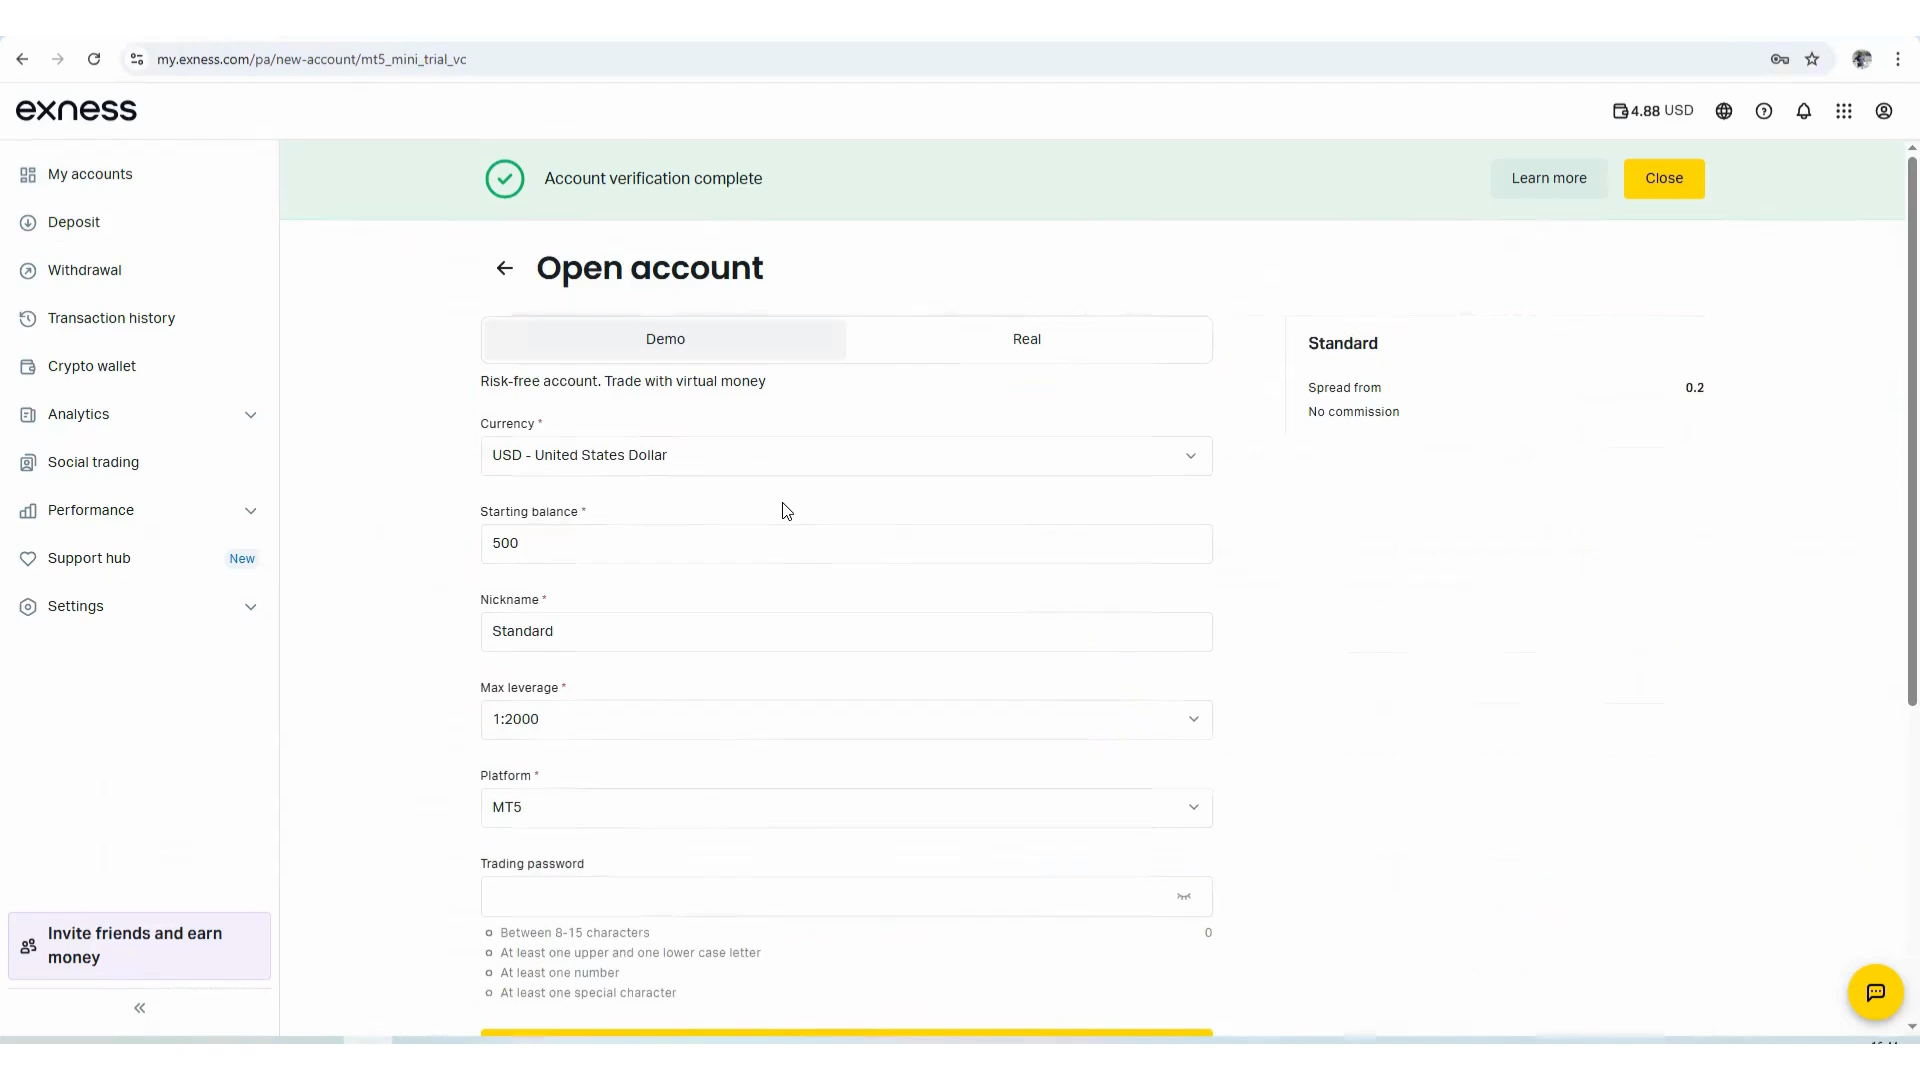 my.exness.com/pa/new-account/mt5_mini_trial_vc
exness
4.88 USD
My accounts
Deposit
Withdrawal
Transaction history
Crypto wallet
Analytics
Social trading
Performance
Support hub New
Settings
Invite friends and earn
money
Account verification complete
Learn more
Close
Open account
Demo
Real
Risk-free account. Trade with virtual money
Currency *
USD - United States Dollar
Starting balance *
500
Nickname *
Standard
Max leverage *
1:2000
Platform *
MT5
Trading password
Between 8-15 characters 0
At least one upper and one lower case letter
At least one number
At least one special character
Standard
Spread from 0.2
No commission